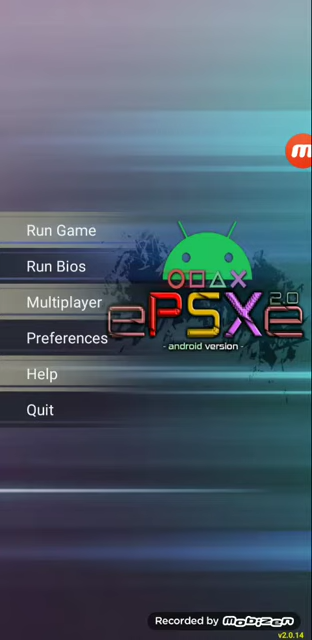 Run Game
Run Bios
Multiplayer
Preferences
Help
Quit
ePSXe 2.0
- android version -
Recorded by mobizen
v2.0.14